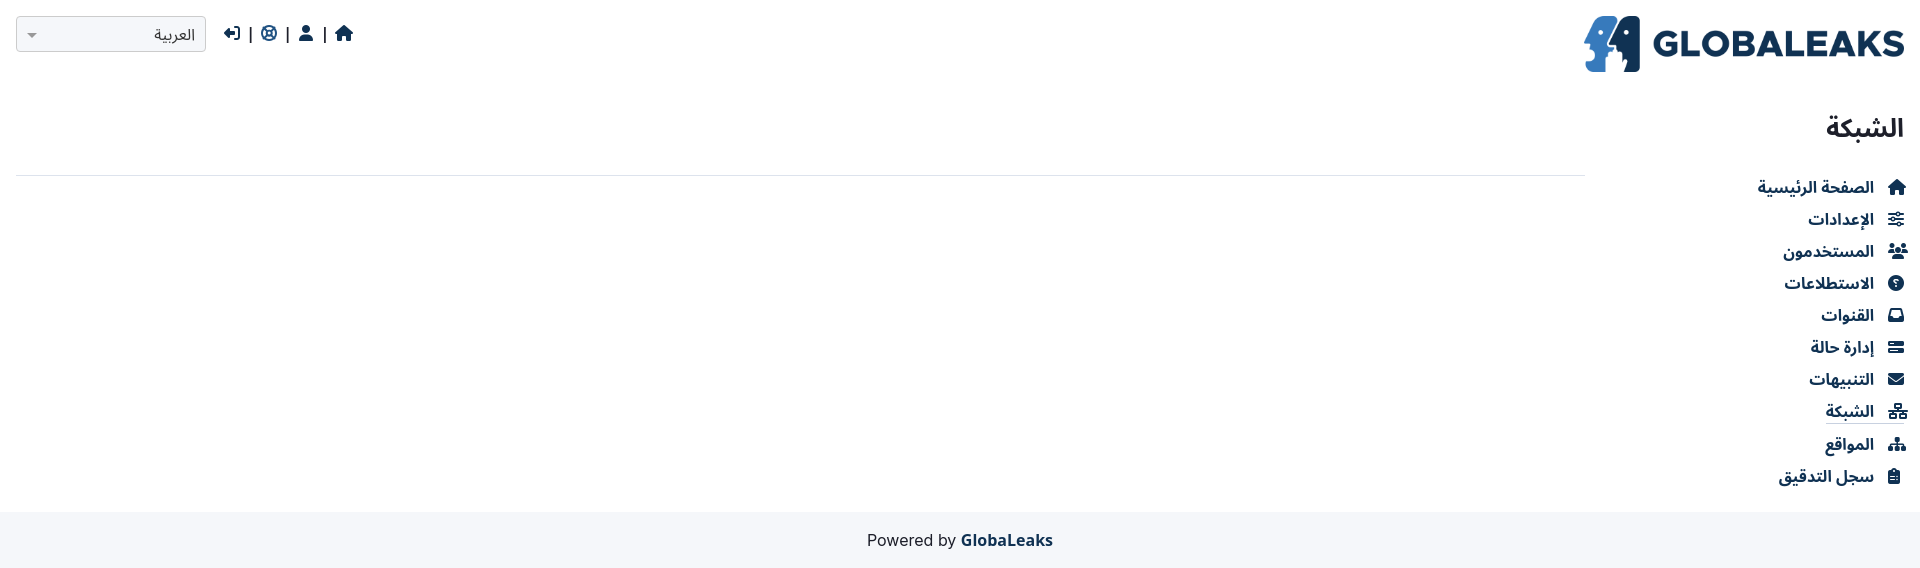 GLOBALEAKS
| | |
العربية
الشبكة
الصفحة الرئيسية
الإعدادات
المستخدمون
الاستطلاعات
القنوات
إدارة حالة
التنبيهات
الشبكة
المواقع
سجل التدقيق
Powered by GlobaLeaks